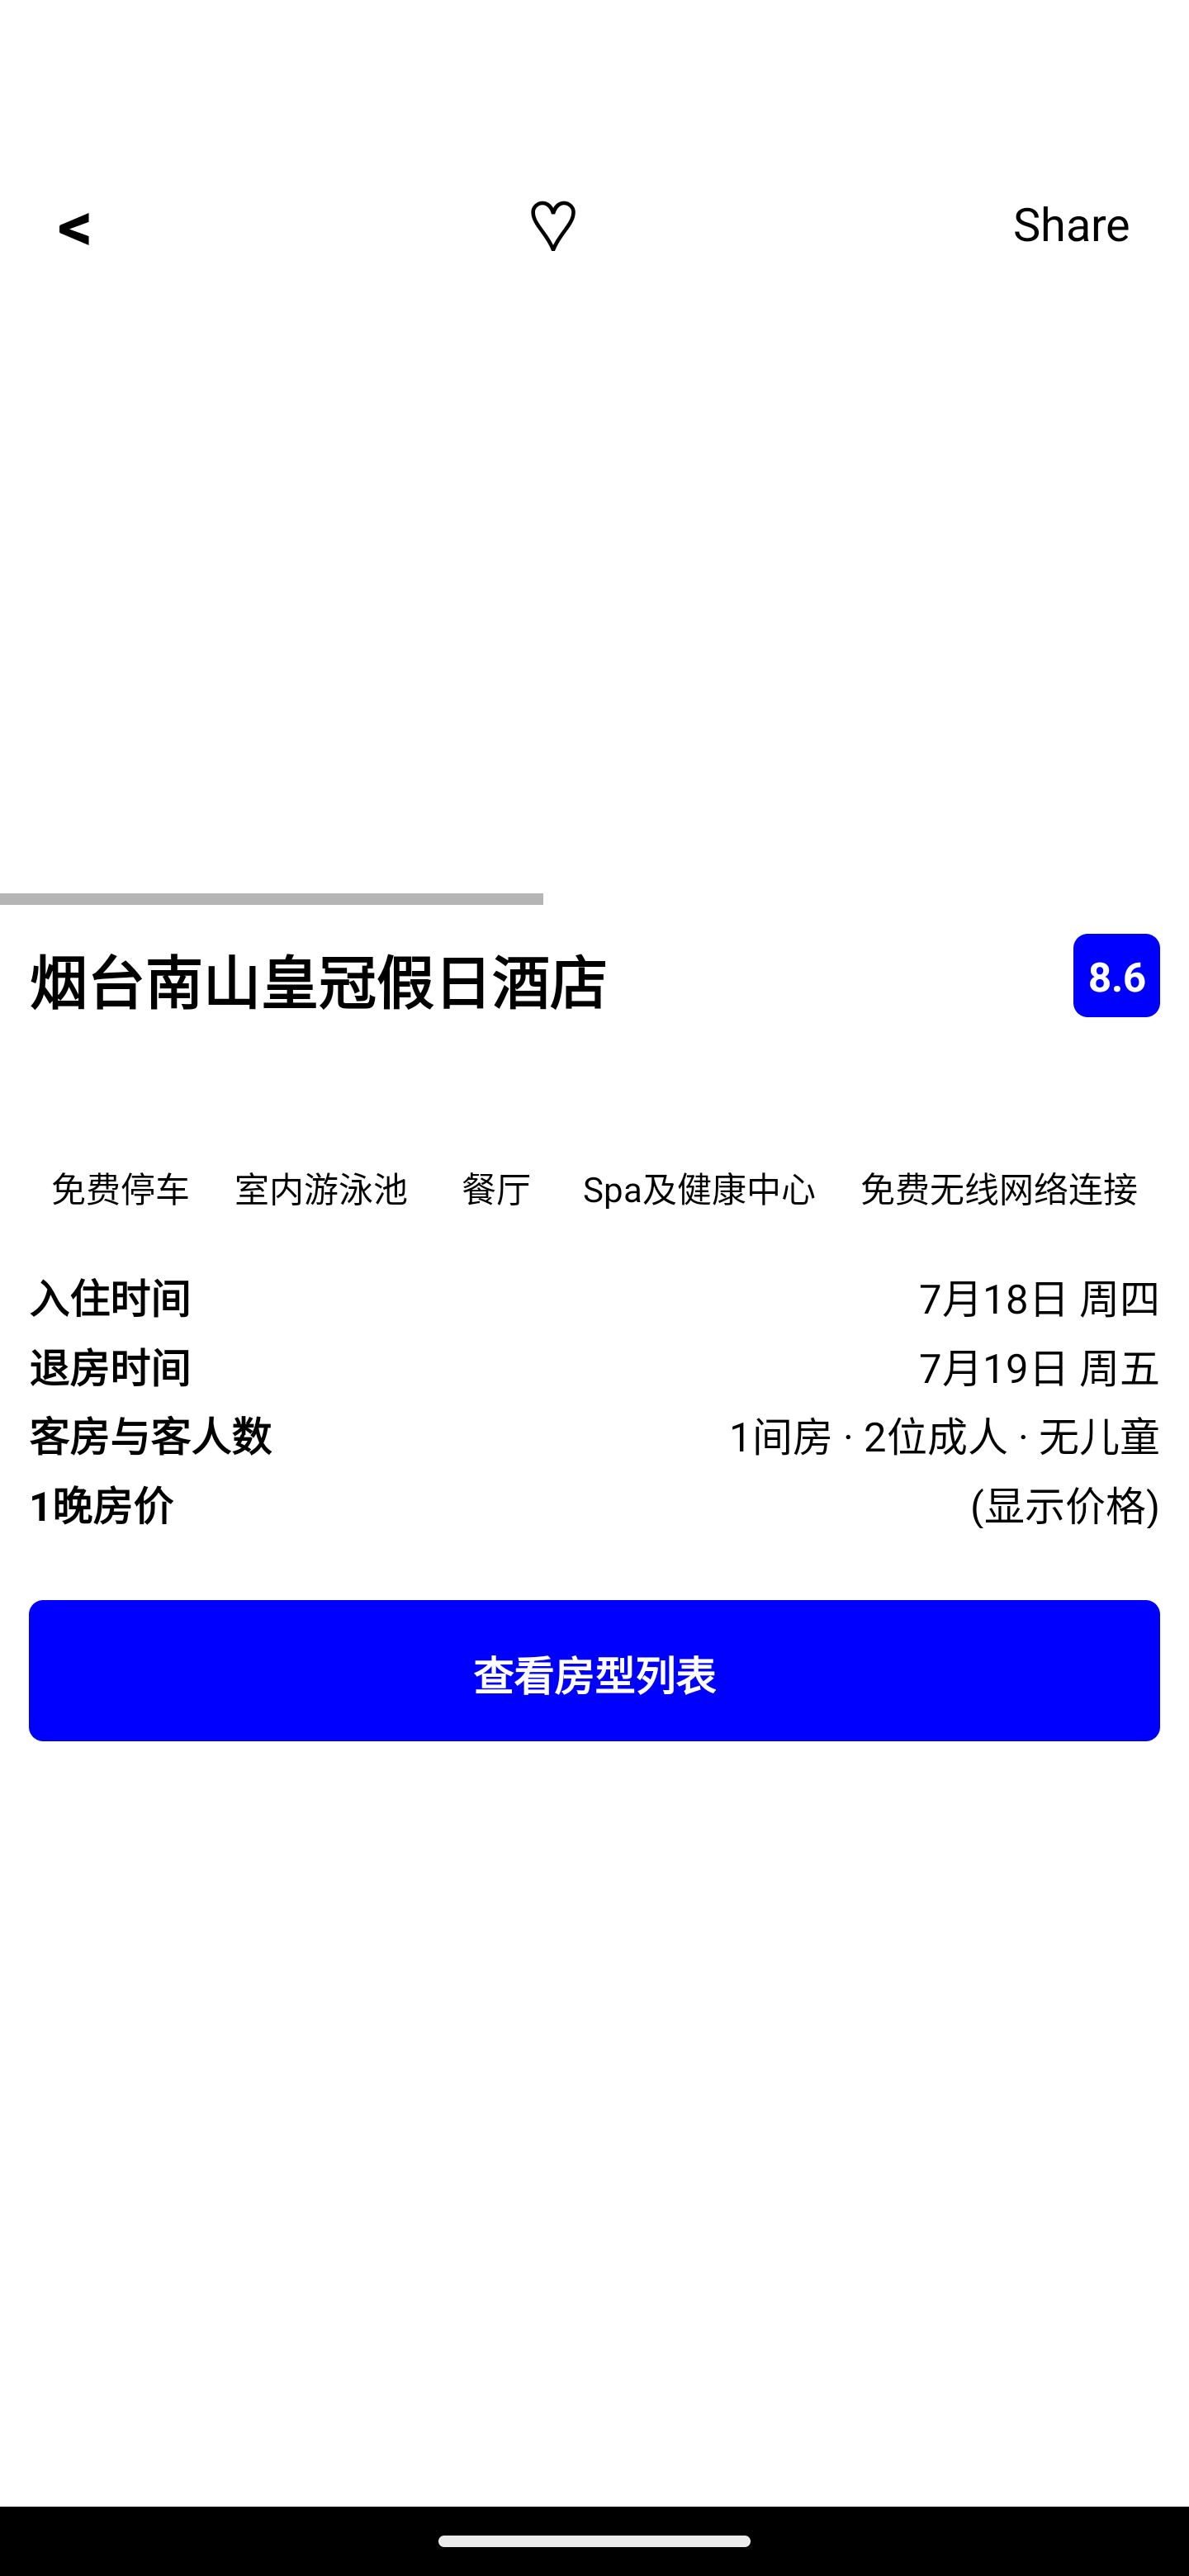 < ♡ Share
烟台南山皇冠假日酒店 8.6
免费停车 室内游泳池 餐厅 Spa及健康中心 免费无线网络连接
入住时间 7月18日 周四
退房时间 7月19日 周五
客房与客人数 1间房 · 2位成人 · 无儿童
1晚房价 (显示价格)
查看房型列表